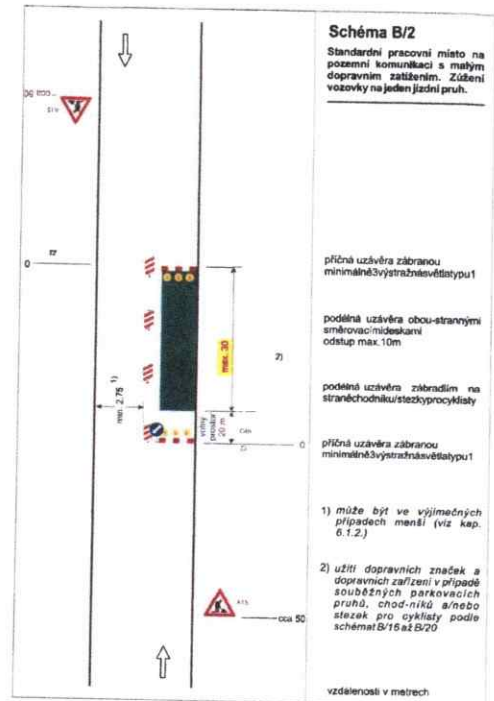 Schéma B/2
Standardní pracovní místo na
pozemní komunikaci s malým
dopravním zatížením. Zúžení
vozovky na jeden jízdní pruh.
cca 50
A 15
0
příčná uzávěra zábranou
minimálně3výstražnásvětlatypu1
podélná uzávěra obou-strannými
směrovacímideskami
odstup max.10m
max. 30
2)
min. 2,75 1)
podélná uzávěra zábradlím na
straněchodníku/stezkyprocyklisty
volný
prostor
20 m
0
příčná uzávěra zábranou
minimálně3výstražnásvětlatypu1
1) může být ve výjimečných
případech menší (viz kap.
6.1.2.)
2) užití dopravních značek a
dopravních zařízení v případě
souběžných parkovacích
pruhů, chod-níků a/nebo
stezek pro cyklisty podle
schémat B/16 až B/20
A 15
cca 50
vzdálenosti v metrech